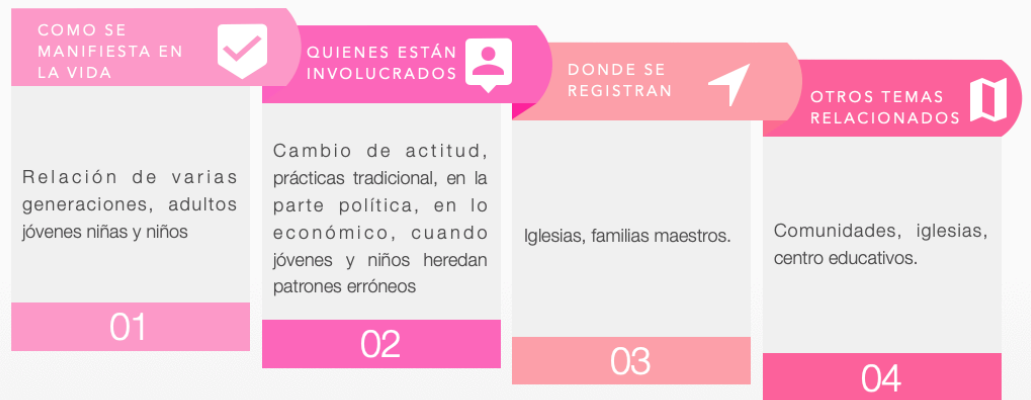 COMO SE
MANIFIESTA EN
LA VIDA
Relación de varias
generaciones, adultos
jóvenes niñas y niños
01
QUIENES ESTÁN
INVOLUCRADOS
Cambio de actitud,
prácticas tradicional, en la
parte política, en lo
económico, cuando
jóvenes y niños heredan
patrones erróneos
02
DONDE SE
REGISTRAN
Iglesias, familias maestros.
03
OTROS TEMAS
RELACIONADOS
Comunidades, iglesias,
centro educativos.
04